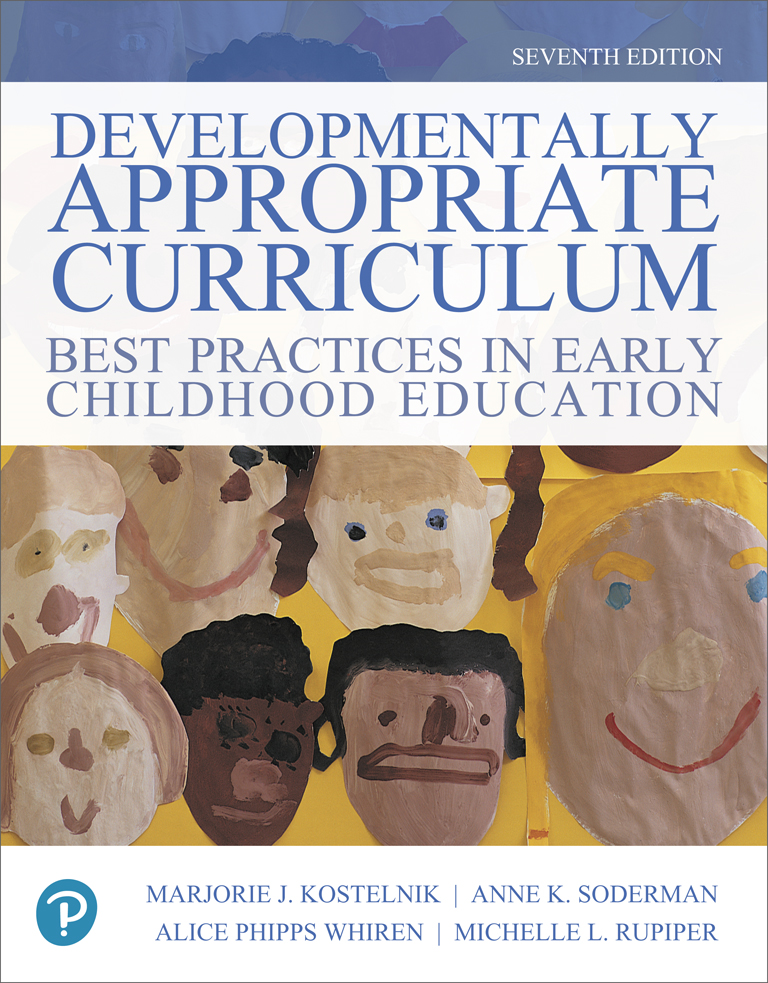 SEVENTH EDITION
DEVELOPMENTALLY
APPROPRIATE
CURRICULUM
BEST PRACTICES IN EARLY
CHILDHOOD EDUCATION
MARJORIE J. KOSTELNIK | ANNE K. SODERMAN
ALICE PHIPPS WHIREN | MICHELLE L. RUPIPER